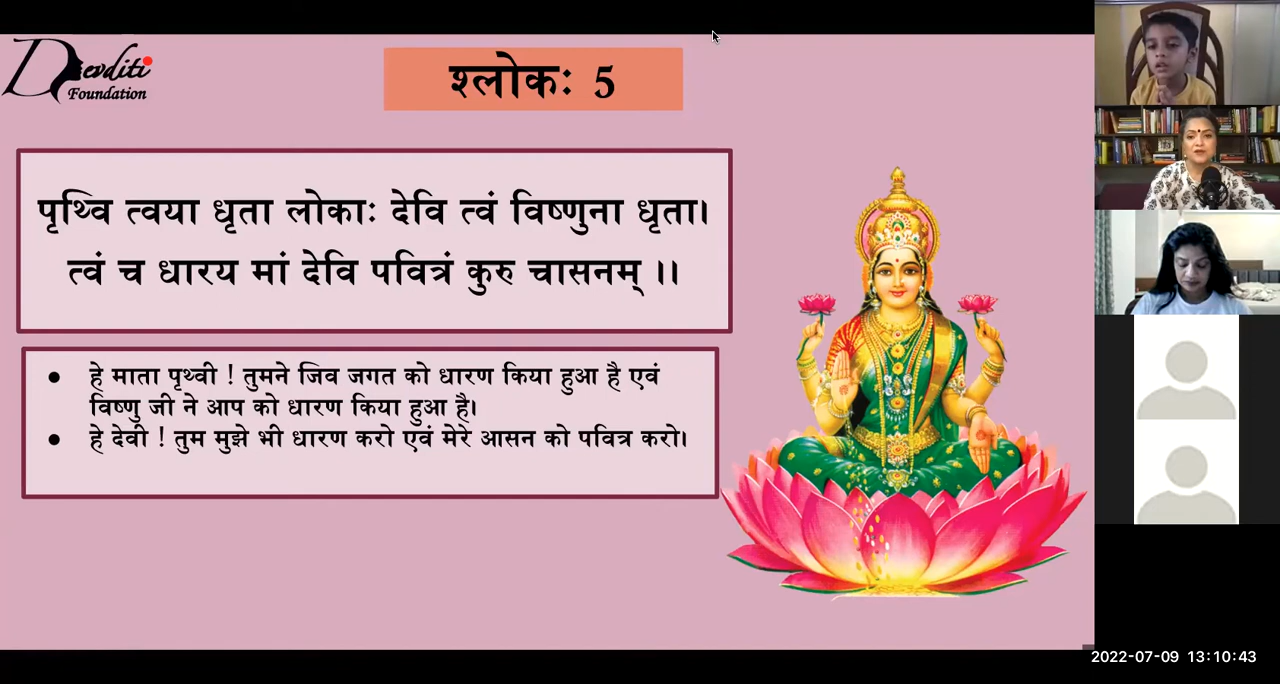 Devditi
Foundation
श्लोकः 5
पृथ्वि त्वया धृता लोकाः देवि त्वं विष्णुना धृता।
त्वं च धारय मां देवि पवित्रं कुरु चासनम् ।।
• हे माता पृथ्वी ! तुमने जिव जगत को धारण किया हुआ है एवं
विष्णु जी ने आप को धारण किया हुआ है।
• हे देवी ! तुम मुझे भी धारण करो एवं मेरे आसन को पवित्र करो।
2022-07-09 13:10:43